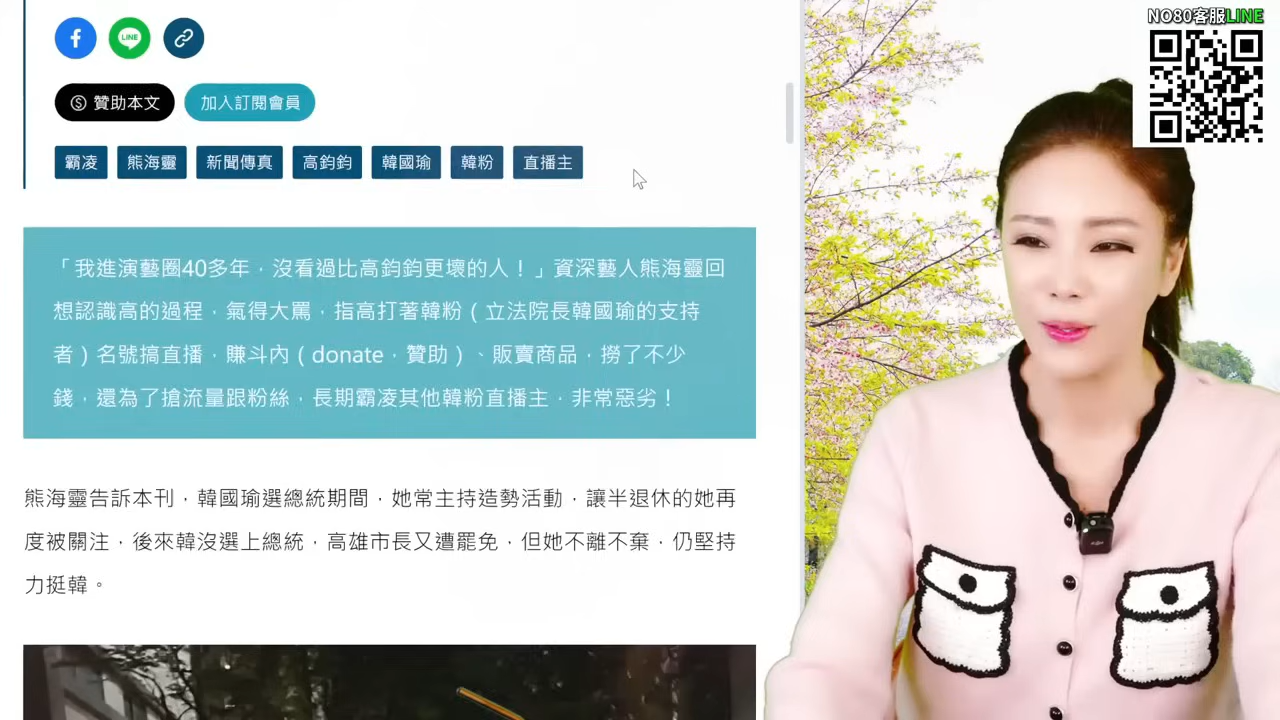 NO80客服LINE
LINE
贊助本文
加入訂閱會員
霸凌
熊海靈
新聞傳真
高鈞鈞
韓國瑜
韓粉
直播主
「我進演藝圈40多年，沒看過比高鈞鈞更壞的人！」資深藝人熊海靈回
想認識高的過程，氣得大罵，指高打著韓粉（立法院長韓國瑜的支持
者）名號搞直播，賺斗內（donate，贊助）、販賣商品，撈了不少
錢，還為了搶流量跟粉絲，長期霸凌其他韓粉直播主，非常惡劣！
熊海靈告訴本刊，韓國瑜選總統期間，她常主持造勢活動，讓半退休的她再
度被關注，後來韓沒選上總統，高雄市長又遭罷免，但她不離不棄，仍堅持
力挺韓。